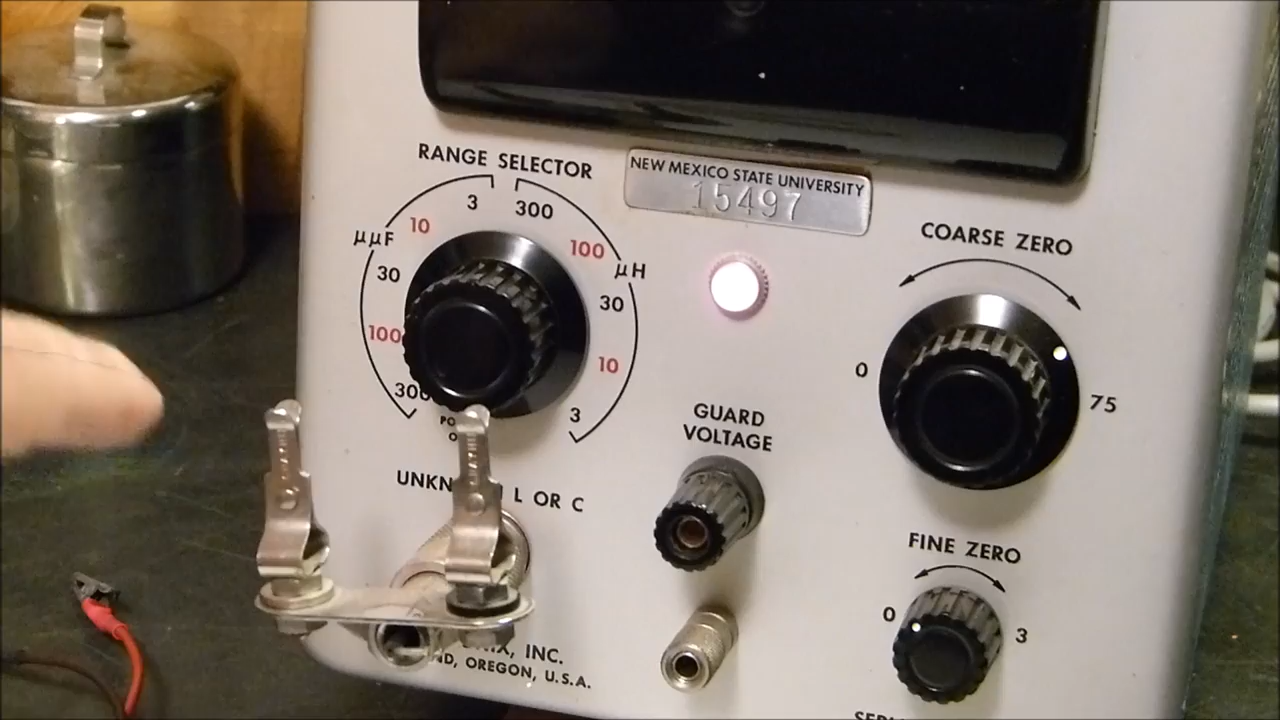 RANGE SELECTOR
3 300
10 100
µµF µH
30 30
100 10
300 3
NEW MEXICO STATE UNIVERSITY
15497
COARSE ZERO
0 75
GUARD
VOLTAGE
L OR C
FINE ZERO
0 3
INC.
OREGON, U.S.A.